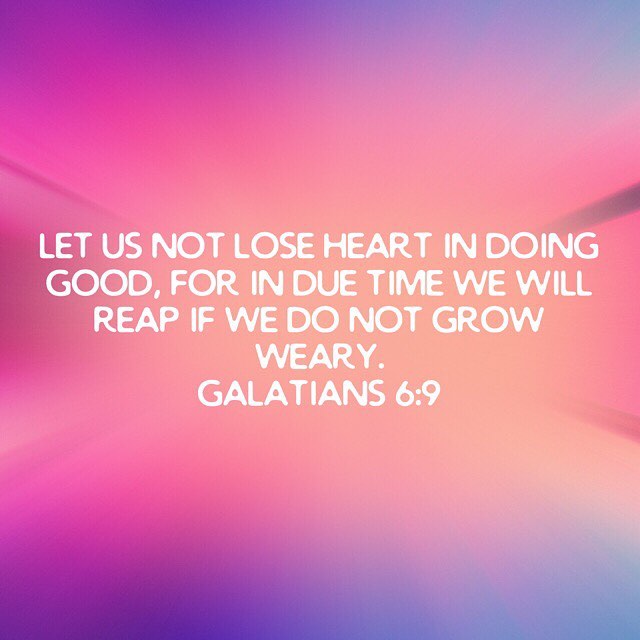 LET US NOT LOSE HEART IN DOING
GOOD, FOR IN DUE TIME WE WILL
REAP IF WE DO NOT GROW
WEARY.
GALATIANS 6:9